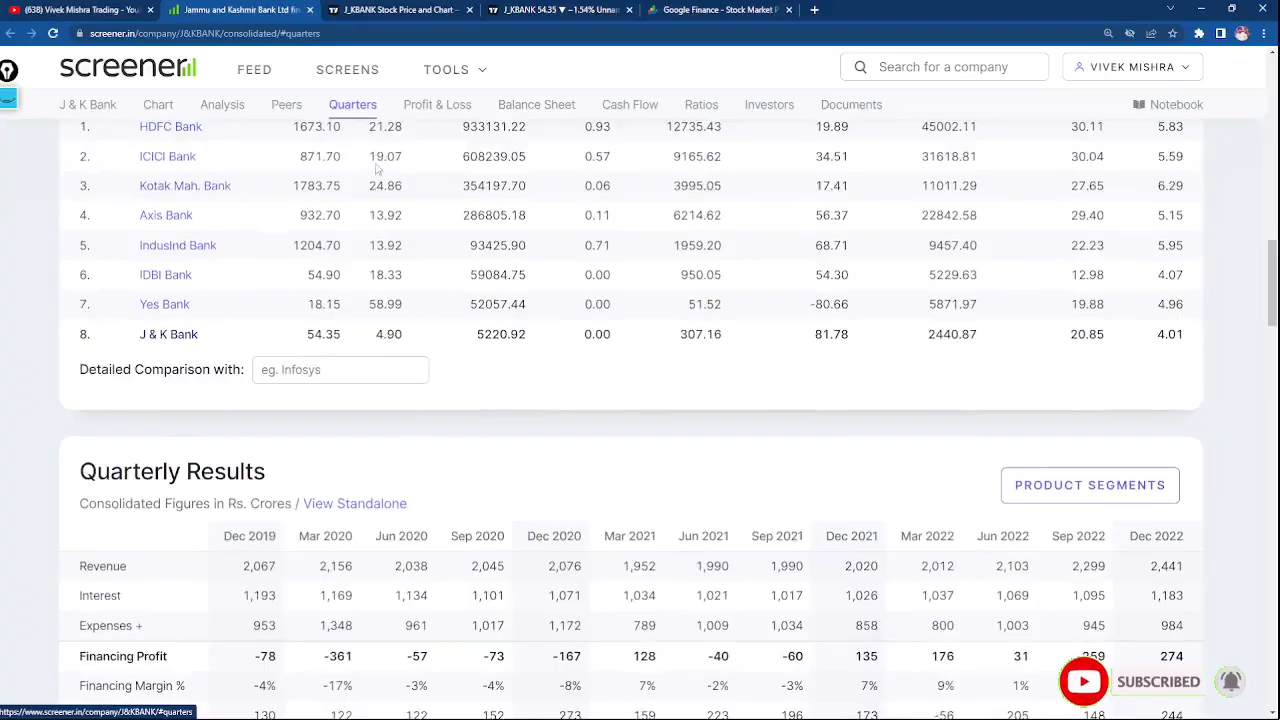 (638) Vivek Mishra Trading - You
Jammu and Kashmir Bank Ltd fin
J_KBANK Stock Price and Chart —
J_KBANK 54.35 ▼ −1.54% Unnam
Google Finance - Stock Market P
screener.in/company/J&KBANK/consolidated/#quarters
screener
FEED SCREENS TOOLS
Search for a company
VIVEK MISHRA
J & K Bank Chart Analysis Peers Quarters Profit & Loss Balance Sheet Cash Flow Ratios Investors Documents Notebook
1. HDFC Bank 1673.10 21.28 933131.22 0.93 12735.43 19.89 45002.11 30.11 5.83
2. ICICI Bank 871.70 19.07 608239.05 0.57 9165.62 34.51 31618.81 30.04 5.59
3. Kotak Mah. Bank 1783.75 24.86 354197.70 0.06 3995.05 17.41 11011.29 27.65 6.29
4. Axis Bank 932.70 13.92 286805.18 0.11 6214.62 56.37 22842.58 29.40 5.15
5. IndusInd Bank 1204.70 13.92 93425.90 0.71 1959.20 68.71 9457.40 22.23 5.95
6. IDBI Bank 54.90 18.33 59084.75 0.00 950.05 54.30 5229.63 12.98 4.07
7. Yes Bank 18.15 58.99 52057.44 0.00 51.52 -80.66 5871.97 19.88 4.96
8. J & K Bank 54.35 4.90 5220.92 0.00 307.16 81.78 2440.87 20.85 4.01
Detailed Comparison with: eg. Infosys
Quarterly Results
PRODUCT SEGMENTS
Consolidated Figures in Rs. Crores / View Standalone
Dec 2019 Mar 2020 Jun 2020 Sep 2020 Dec 2020 Mar 2021 Jun 2021 Sep 2021 Dec 2021 Mar 2022 Jun 2022 Sep 2022 Dec 2022
Revenue 2,067 2,156 2,038 2,045 2,076 1,952 1,990 1,990 2,020 2,012 2,103 2,299 2,441
Interest 1,193 1,169 1,134 1,101 1,071 1,034 1,021 1,017 1,026 1,037 1,069 1,095 1,183
Expenses + 953 1,348 961 1,017 1,172 789 1,009 1,034 858 800 1,003 945 984
Financing Profit -78 -361 -57 -73 -167 128 -40 -60 135 176 31 259 274
Financing Margin % -4% -17% -3% -4% -8% 7% -2% -3% 7% 9% 1%
SUBSCRIBED
130 122 122 152 273 159 223 196 173 -56 205 148 244
https://www.screener.in/company/J&KBANK/#quarters